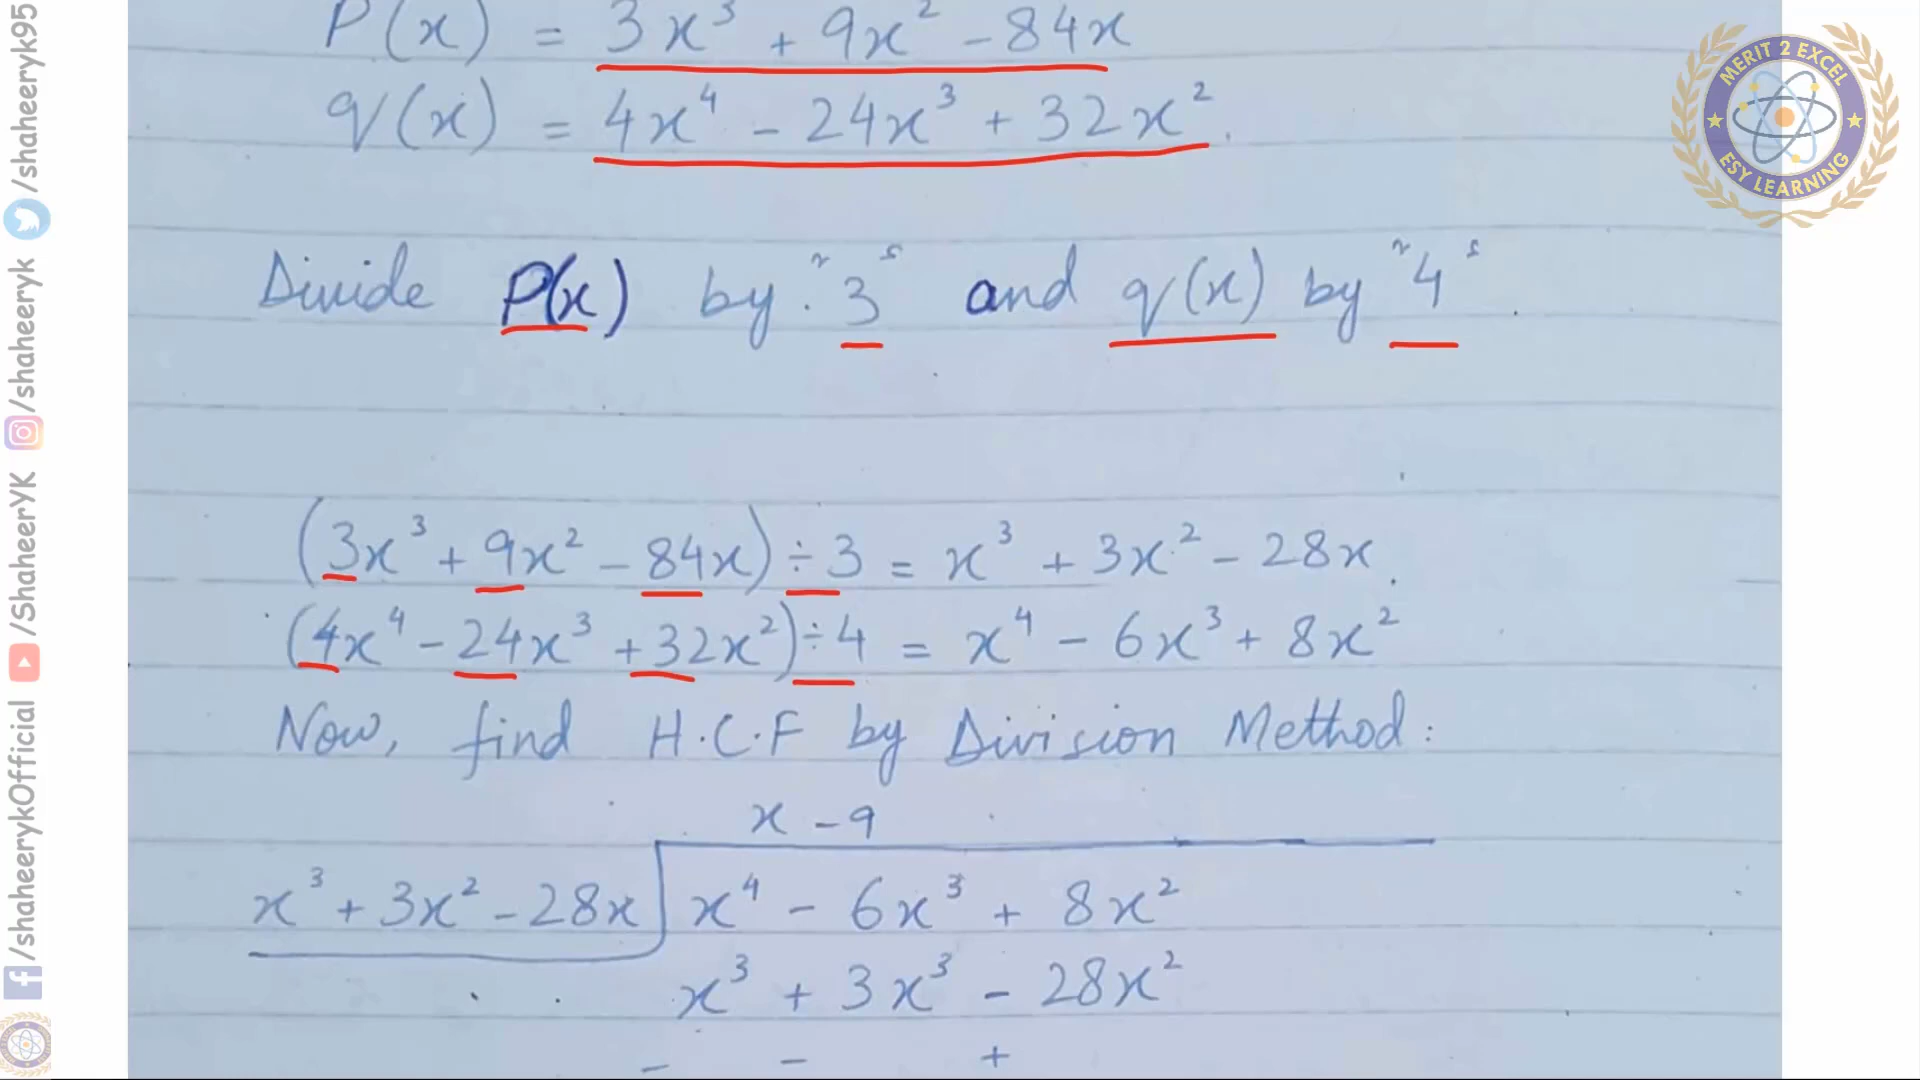 P(x) = 3x³ + 9x² - 84x
q(x) = 4x⁴ - 24x³ + 32x².
Divide P(x) by "3" and q(x) by "4".
(3x³ + 9x² - 84x) ÷ 3 = x³ + 3x² - 28x.
(4x⁴ - 24x³ + 32x²) ÷ 4 = x⁴ - 6x³ + 8x²
Now, find H.C.F by Division Method:
x - 9
x³ + 3x² - 28x x⁴ - 6x³ + 8x²
x³ + 3x³ - 28x²
- - +
MERIT 2 EXCEL
ESY LEARNING
/shaheerykOfficial /ShaheerYK /shaheeryk /shaheeryk95